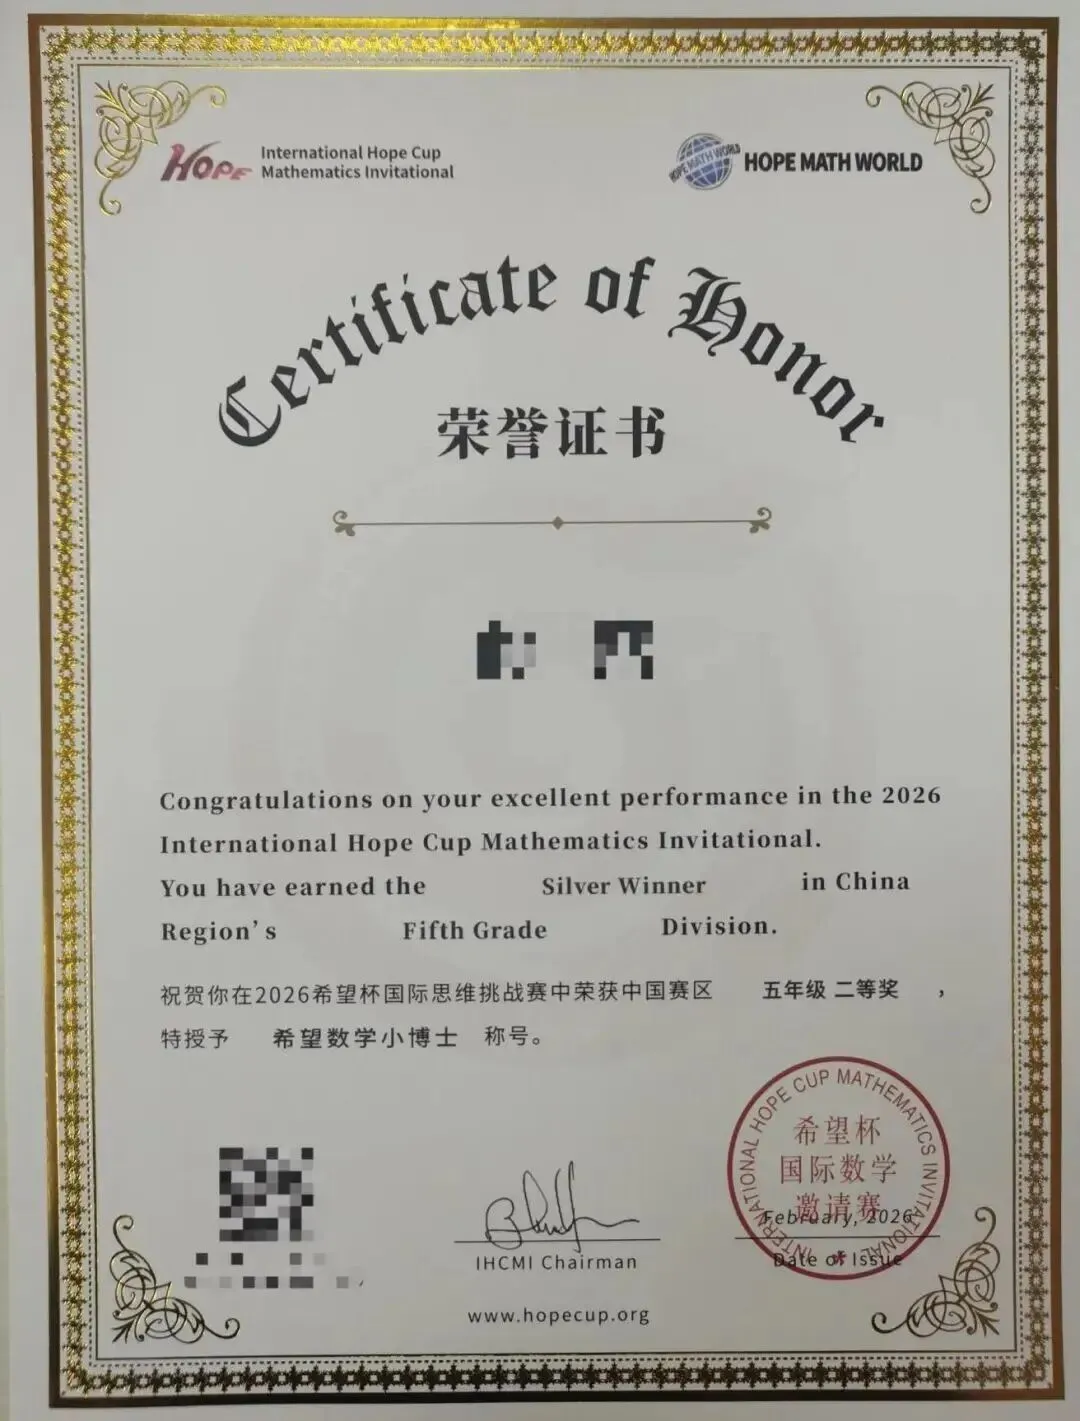 HOPE
International Hope Cup
Mathematics Invitational
HOPE MATH WORLD
HOPE MATH WORLD
Certificate of Honor
荣誉证书
Congratulations on your excellent performance in the 2026
International Hope Cup Mathematics Invitational.
You have earned the Silver Winner in China
Region's Fifth Grade Division.
祝贺你在2026希望杯国际思维挑战赛中荣获中国赛区 五年级 二等奖 ，
特授予 希望数学小博士 称号。
INTERNATIONAL HOPE CUP MATHEMATICS INVITATIONAL
希望杯
国际数学
邀请赛
February, 2026
IHCMI Chairman
Date of Issue
www.hopecup.org